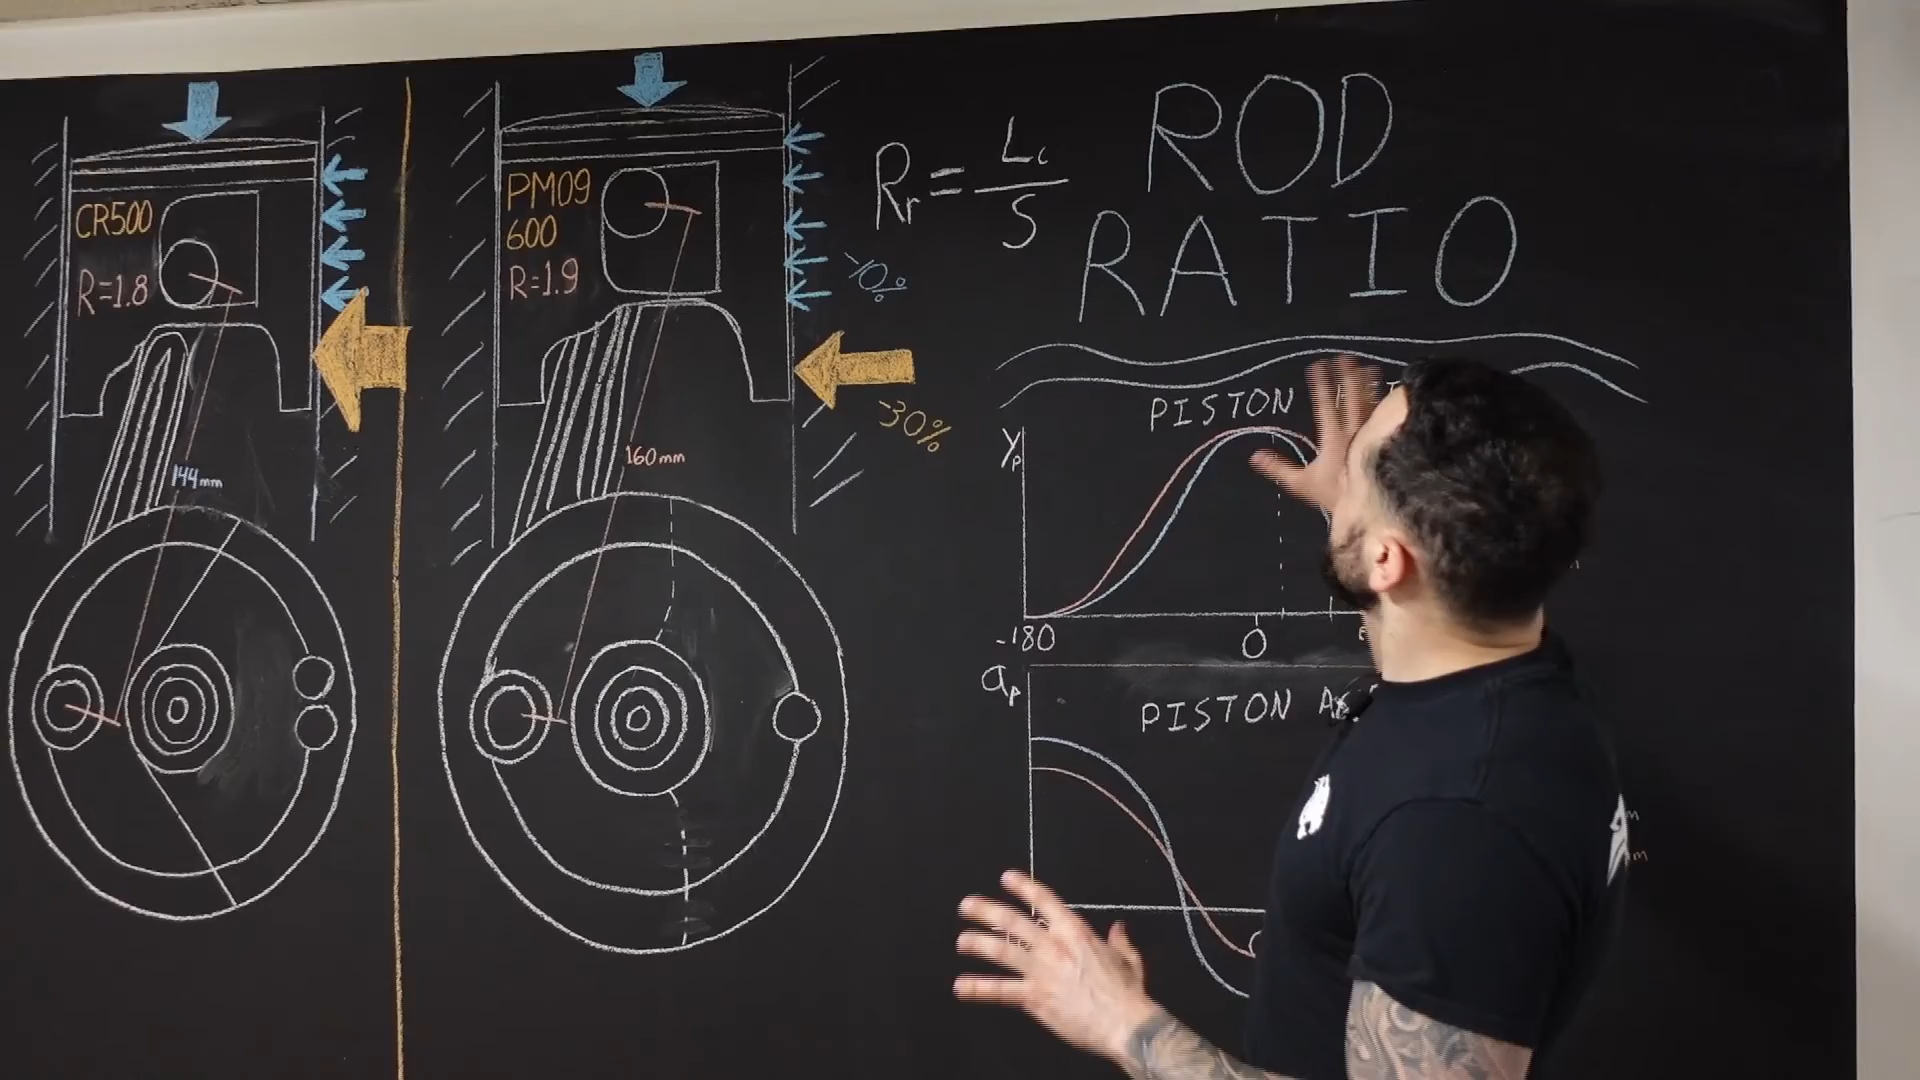 CR500
R=1.8
144mm
PM09
600
R=1.9
160mm
-30%
Rr = Lc
S
ROD
RATIO
PISTON
yp
-180
0
ap
PISTON